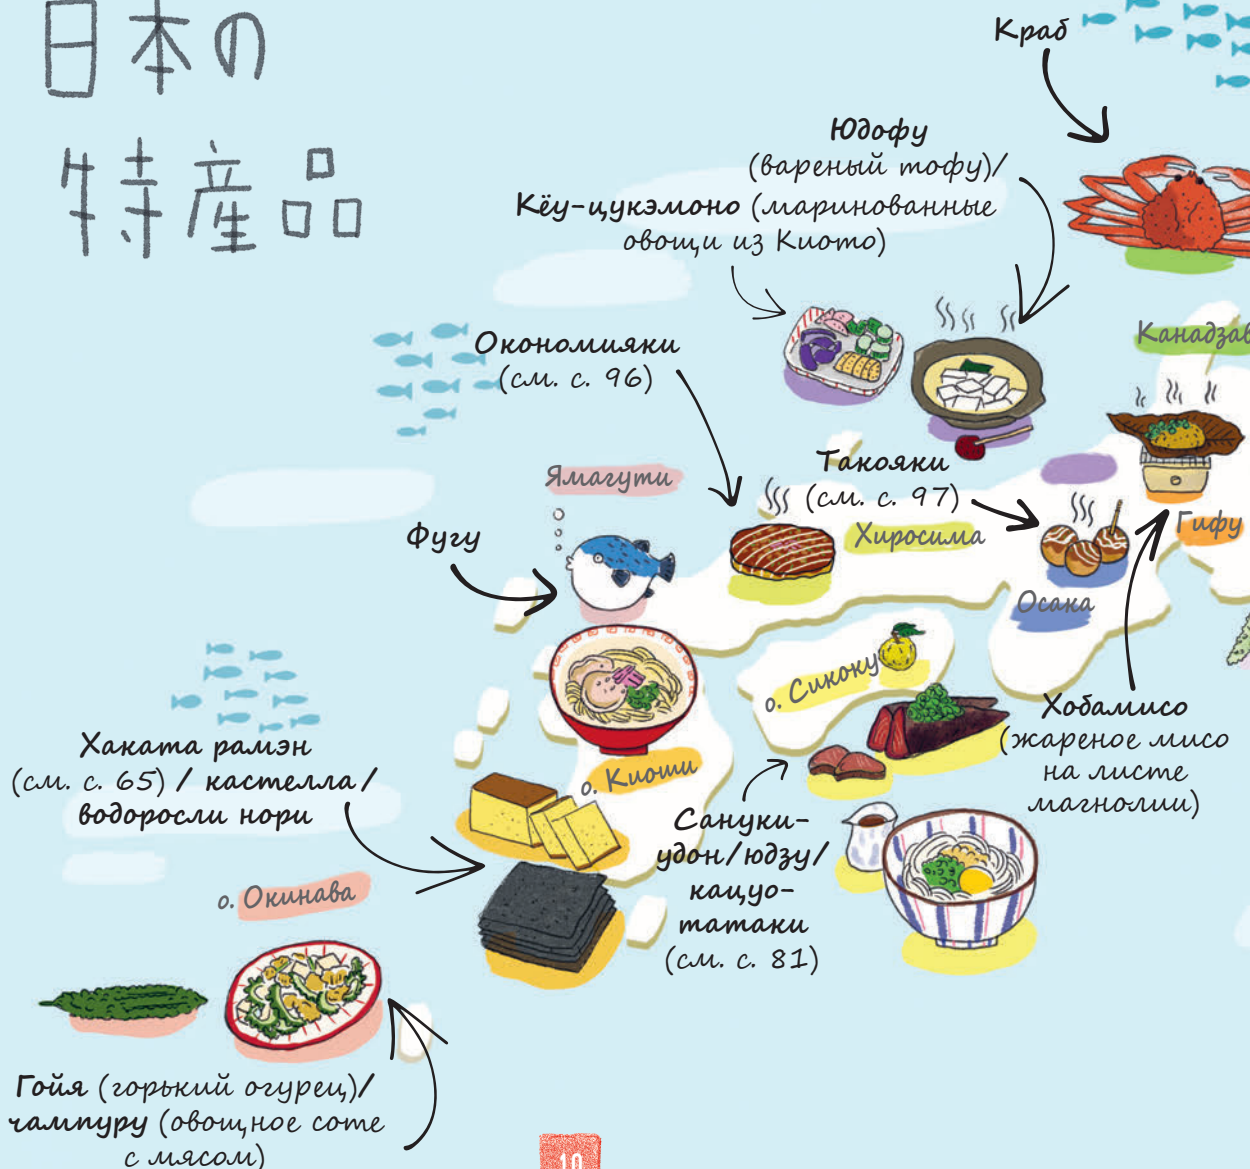 日本の
特産品
Краб
Юдофу
(вареный тофу)/
Кёу-цукэмоно (маринованные
овощи из Киото)
Окономияки
(см. с. 96)
Канадзав
Ямагути
Такояки
(см. с. 97)
Хиросима
Гифу
Фугу
Осака
о. Сикоку
Хобамисо
(жареное мисо
на листе
магнолии)
Хаката рамэн
(см. с. 65) / кастелла/
водоросли нори
о. Киоши
Сануки-
удон/юдзу/
кацуо-
татаки
(см. с. 81)
о. Окинава
Гойя (горький огурец)/
чампуру (овощное соте
с мясом)
10